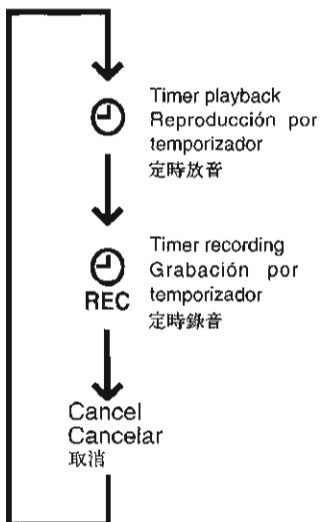 Timer playback
Reproducción por
temporizador
定時放音
Timer recording
Grabación por
temporizador
定時錄音
REC
Cancel
Cancelar
取消